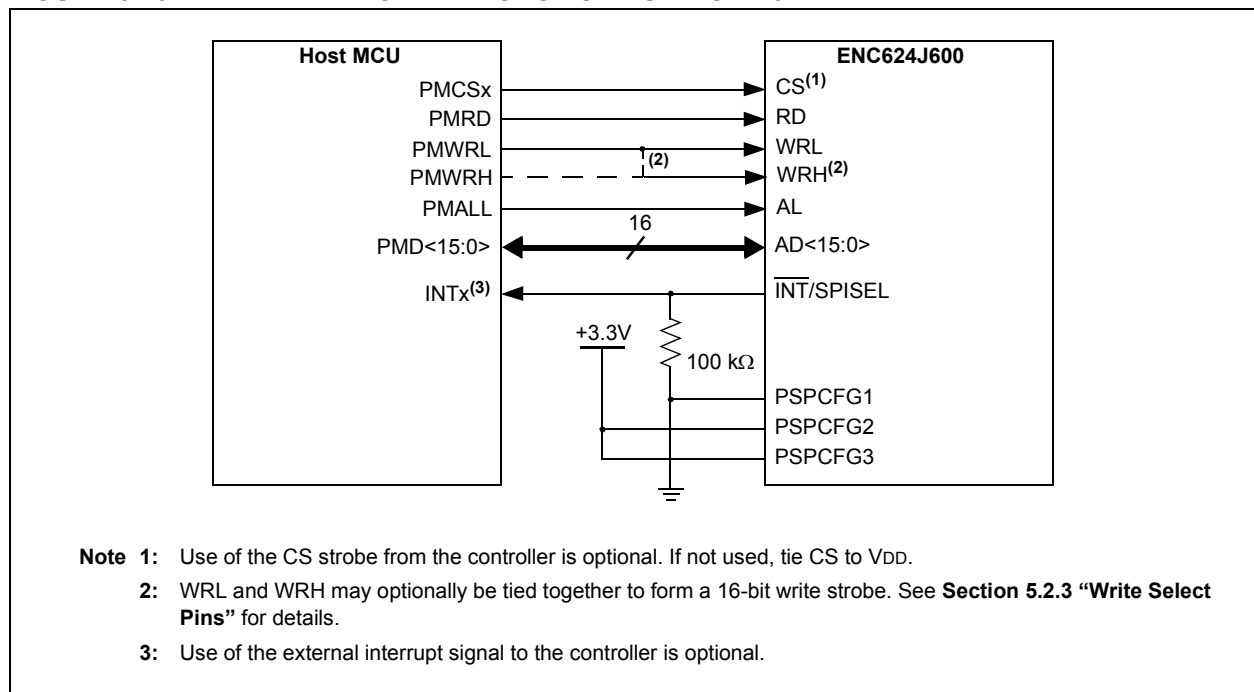 Host MCU
ENC624J600
PMCSx
CS(1)
PMRD
RD
PMWRL
WRL
(2)
PMWRH
WRH(2)
PMALL
AL
16
PMD<15:0>
AD<15:0>
INTx(3)
INT/SPISEL
+3.3V
100 kΩ
PSPCFG1
PSPCFG2
PSPCFG3
Note 1: Use of the CS strobe from the controller is optional. If not used, tie CS to VDD.
2: WRL and WRH may optionally be tied together to form a 16-bit write strobe. See Section 5.2.3 “Write Select
Pins” for details.
3: Use of the external interrupt signal to the controller is optional.